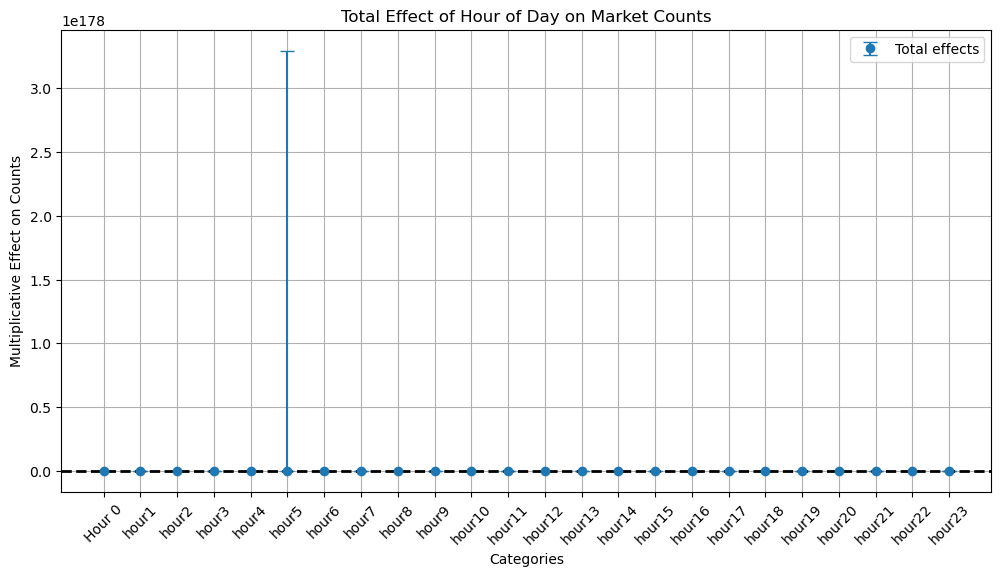 Total Effect of Hour of Day on Market Counts
1e178
Total effects
3.0
2.5
2.0
1.5
1.0
0.5
0.0
Multiplicative Effect on Counts
Hour 0
hour1
hour2
hour3
hour4
hour5
hour6
hour7
hour8
hour9
hour10
hour11
hour12
hour13
hour14
hour15
hour16
hour17
hour18
hour19
hour20
hour21
hour22
hour23
Categories